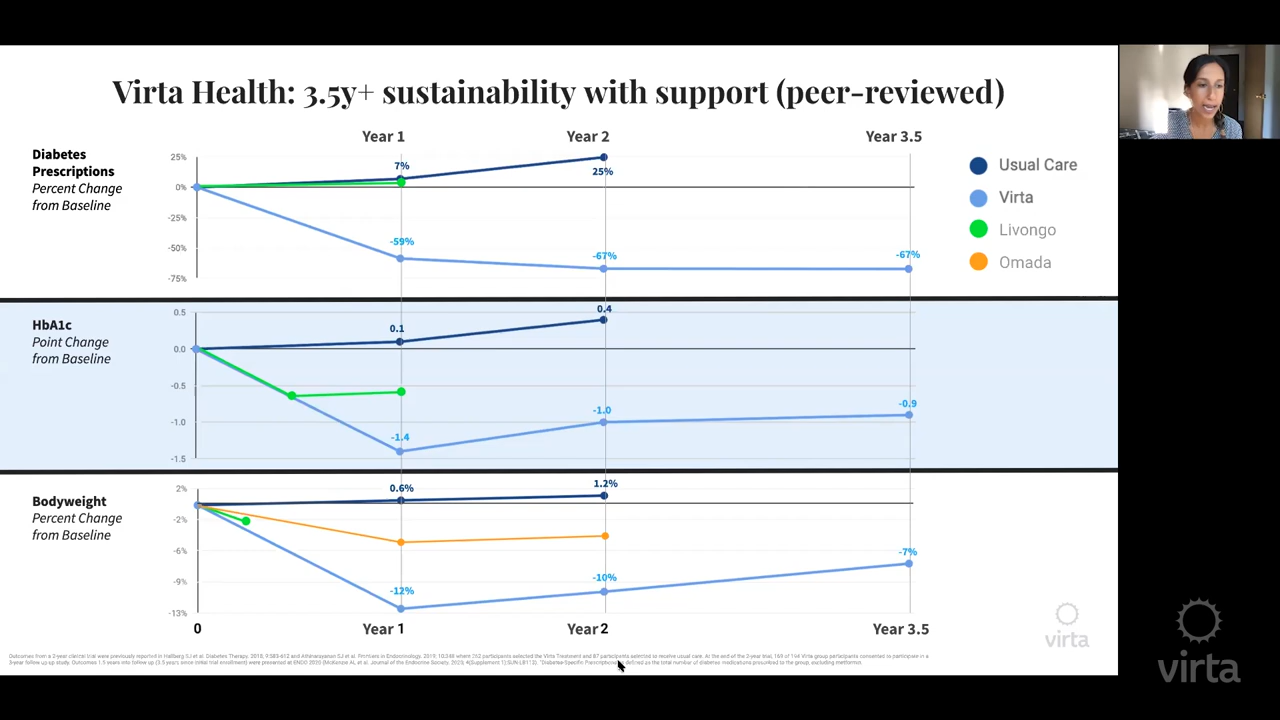 Virta Health: 3.5y+ sustainability with support (peer-reviewed)
Year 1
Year 2
Year 3.5
Diabetes
Prescriptions
Percent Change
from Baseline
25%
0%
-25%
-50%
-75%
7%
25%
-59%
-67%
-67%
Usual Care
Virta
Livongo
Omada
HbA1c
Point Change
from Baseline
0.5
0.0
-0.5
-1.0
-1.5
0.1
0.4
-1.4
-1.0
-0.9
Bodyweight
Percent Change
from Baseline
2%
-2%
-6%
-9%
-13%
0.6%
1.2%
-12%
-10%
-7%
0
Year 1
Year 2
Year 3.5
virta
virta